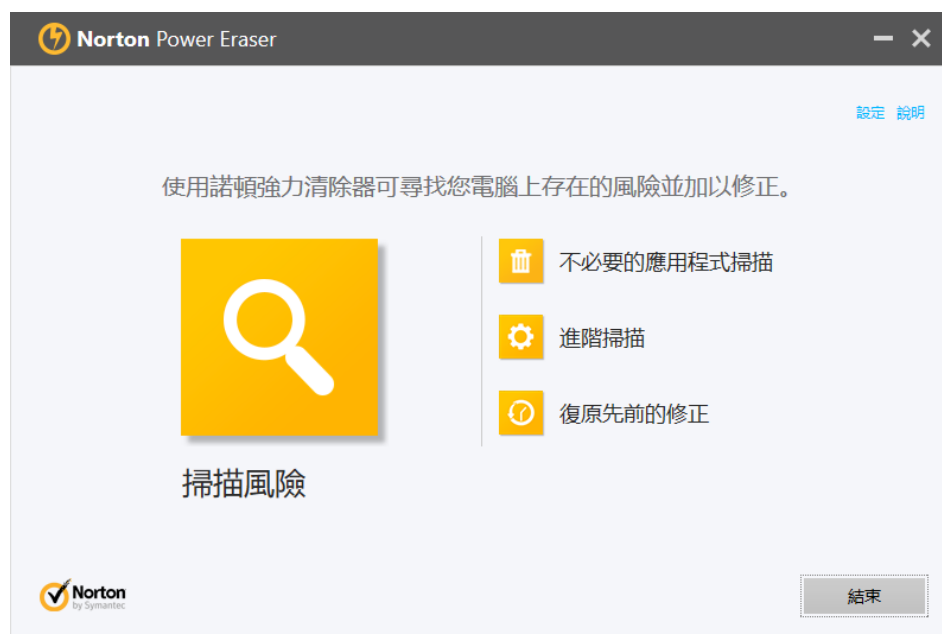 Norton Power Eraser
設定 說明
使用諾頓強力清除器可尋找您電腦上存在的風險並加以修正。
不必要的應用程式掃描
進階掃描
復原先前的修正
掃描風險
Norton
by Symantec
結束